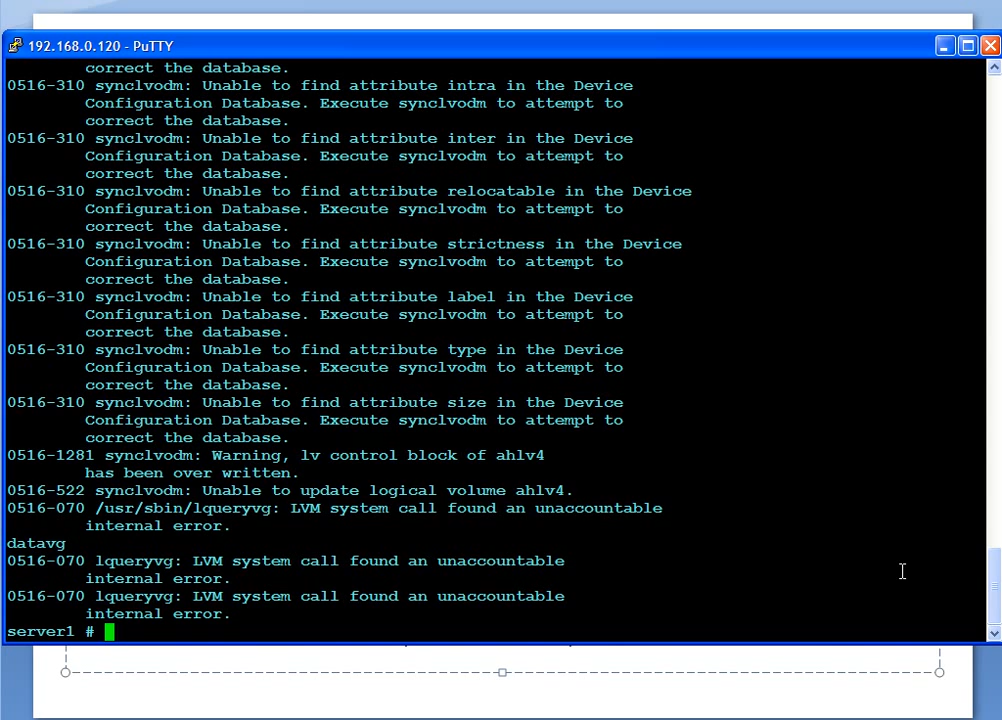 192.168.0.120 - PuTTY
correct the database.
0516-310 synclvodm: Unable to find attribute intra in the Device
Configuration Database. Execute synclvodm to attempt to
correct the database.
0516-310 synclvodm: Unable to find attribute inter in the Device
Configuration Database. Execute synclvodm to attempt to
correct the database.
0516-310 synclvodm: Unable to find attribute relocatable in the Device
Configuration Database. Execute synclvodm to attempt to
correct the database.
0516-310 synclvodm: Unable to find attribute strictness in the Device
Configuration Database. Execute synclvodm to attempt to
correct the database.
0516-310 synclvodm: Unable to find attribute label in the Device
Configuration Database. Execute synclvodm to attempt to
correct the database.
0516-310 synclvodm: Unable to find attribute type in the Device
Configuration Database. Execute synclvodm to attempt to
correct the database.
0516-310 synclvodm: Unable to find attribute size in the Device
Configuration Database. Execute synclvodm to attempt to
correct the database.
0516-1281 synclvodm: Warning, lv control block of ahlv4
has been over written.
0516-522 synclvodm: Unable to update logical volume ahlv4.
0516-070 /usr/sbin/lqueryvg: LVM system call found an unaccountable
internal error.
datavg
0516-070 lqueryvg: LVM system call found an unaccountable
internal error.
0516-070 lqueryvg: LVM system call found an unaccountable
internal error.
server1 #